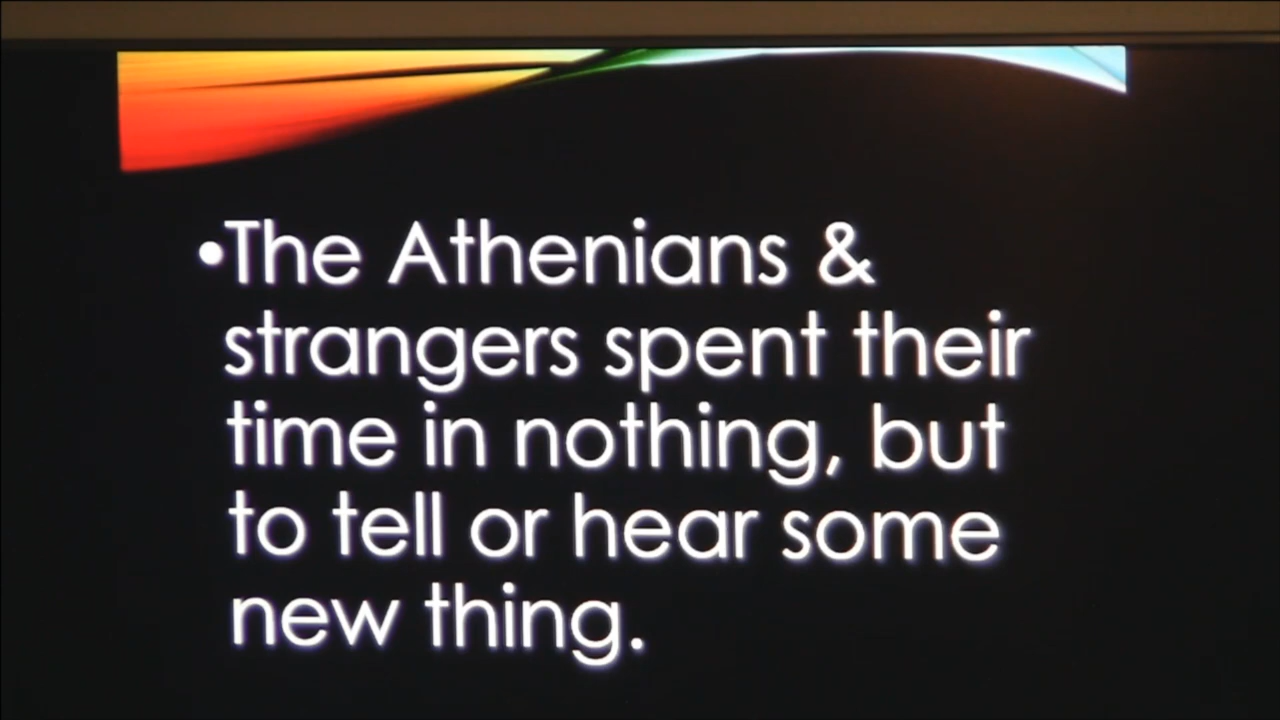 •The Athenians &
strangers spent their
time in nothing, but
to tell or hear some
new thing.